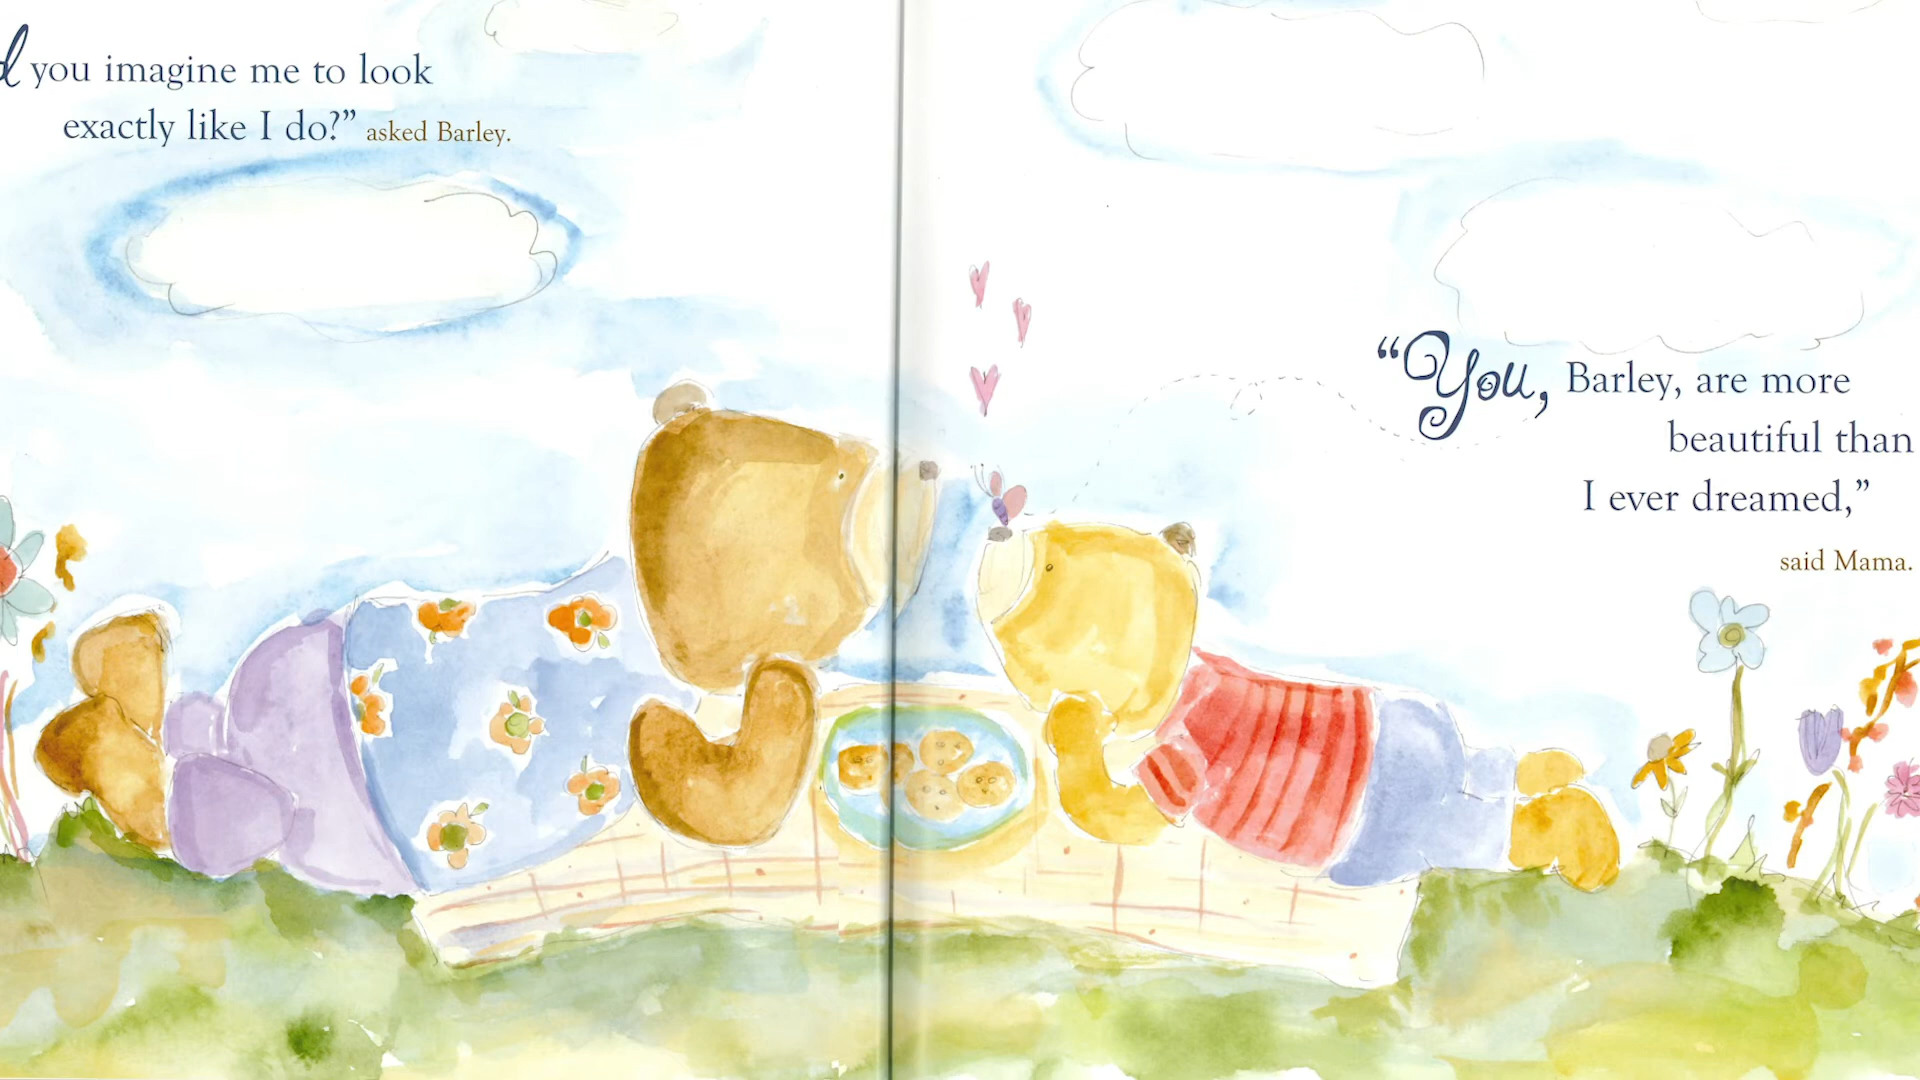 d you imagine me to look
exactly like I do?” asked Barley.
“You, Barley, are more
beautiful than
I ever dreamed,”
said Mama.